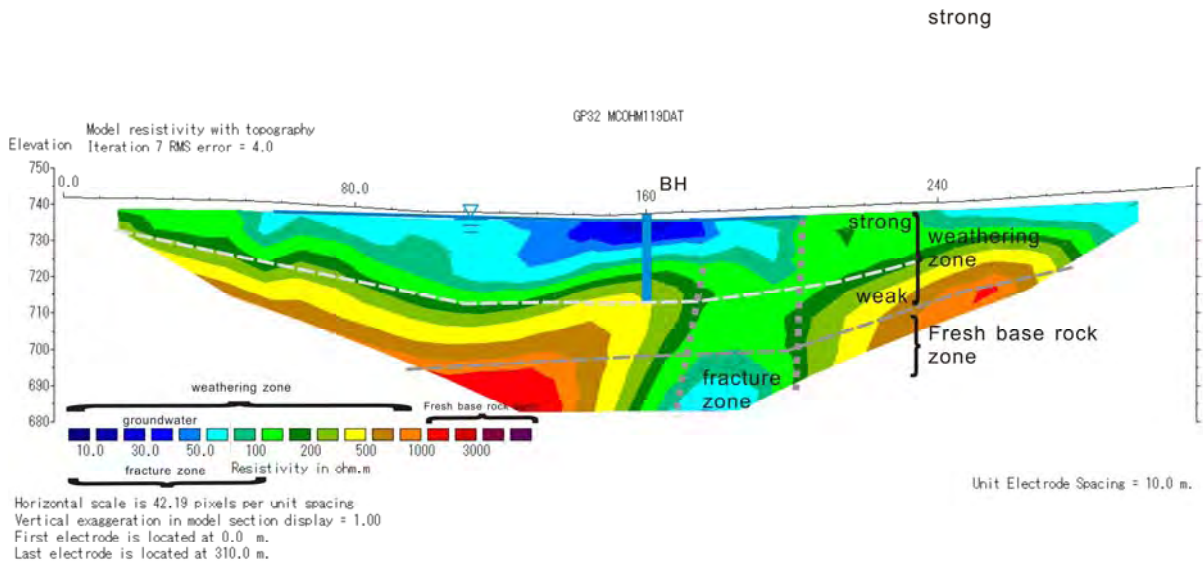 strong
GP32 MCOHM119DAT
Model resistivity with topography
Elevation Iteration 7 RMS error = 4.0
750
0.0
80.0
160
BH
240
740
730
720
710
700
690
680
strong
weathering
zone
weak
Fresh base rock
zone
fracture
zone
weathering zone
Fresh base rock
groundwater
10.0 30.0 50.0 100 200 500 1000 3000
Resistivity in ohm.m
fracture zone
Unit Electrode Spacing = 10.0 m.
Horizontal scale is 42.19 pixels per unit spacing
Vertical exaggeration in model section display = 1.00
First electrode is located at 0.0 m.
Last electrode is located at 310.0 m.